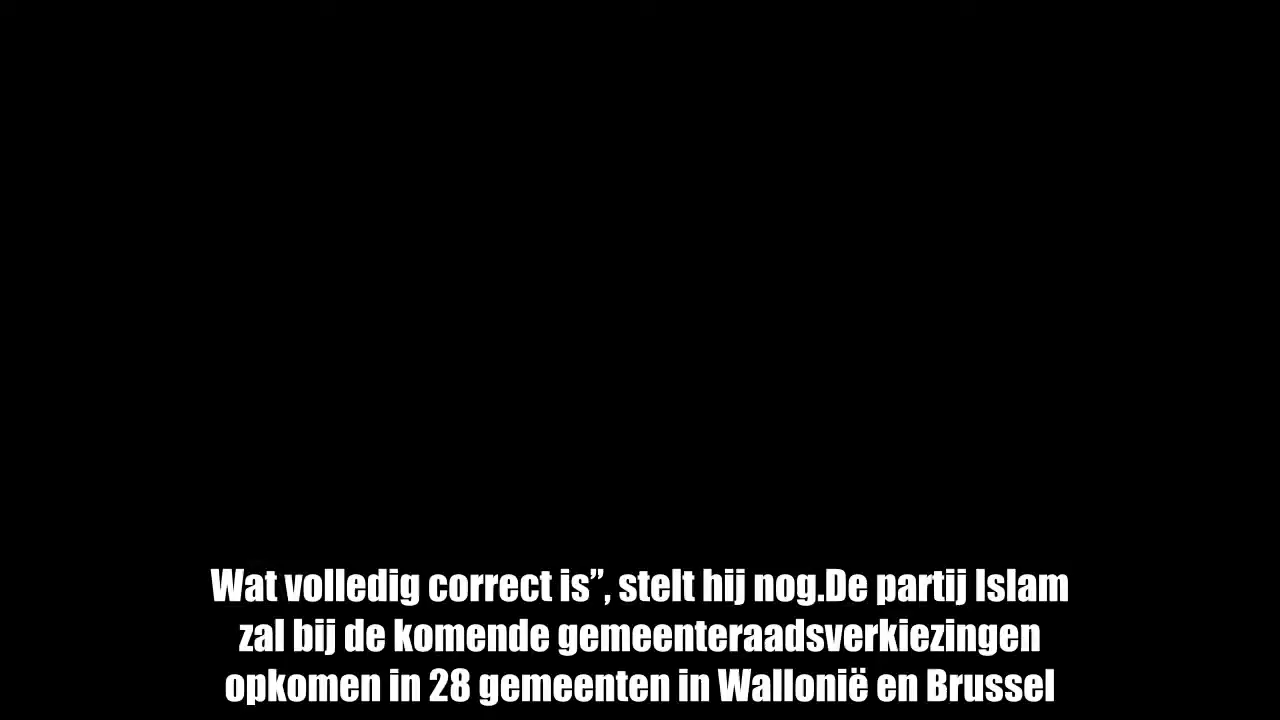 Wat volledig correct is”, stelt hij nog.De partij Islam
zal bij de komende gemeenteraadsverkiezingen
opkomen in 28 gemeenten in Wallonië en Brussel